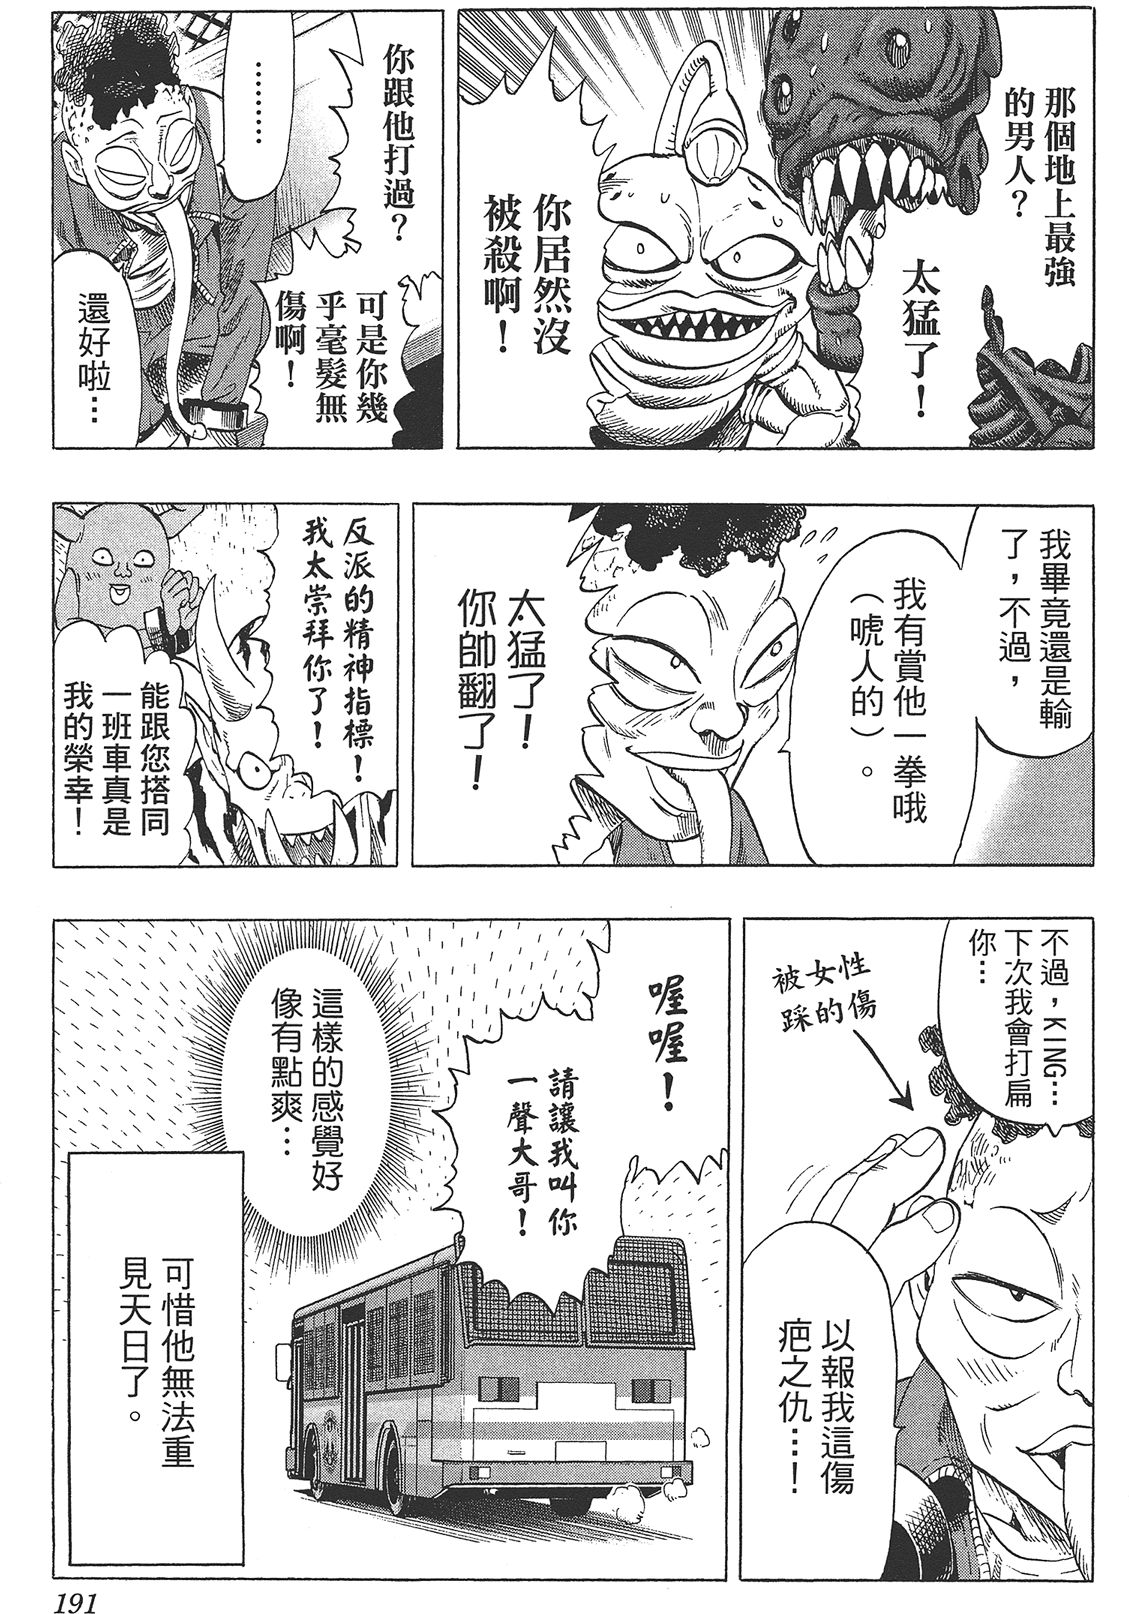 那個地上最強
的男人？
太猛了！
你居然沒
被殺啊！
你跟他打過？
………
可是你幾
乎毫髮無
傷啊！
還好啦…
我畢竟還是輸
了，不過，
我有賞他一拳哦
（唬人的）。
太猛了！
你帥翻了！
反派的精神指標！
我太崇拜你了！
能跟您搭同
一班車真是
我的榮幸！
不過，KING…
下次我會打扁
你…
被女性
踩的傷
以報我這傷
疤之仇…！
喔喔！
請讓我叫你
一聲大哥！
這樣的感覺好
像有點爽…
可惜他無法重
見天日了。
191